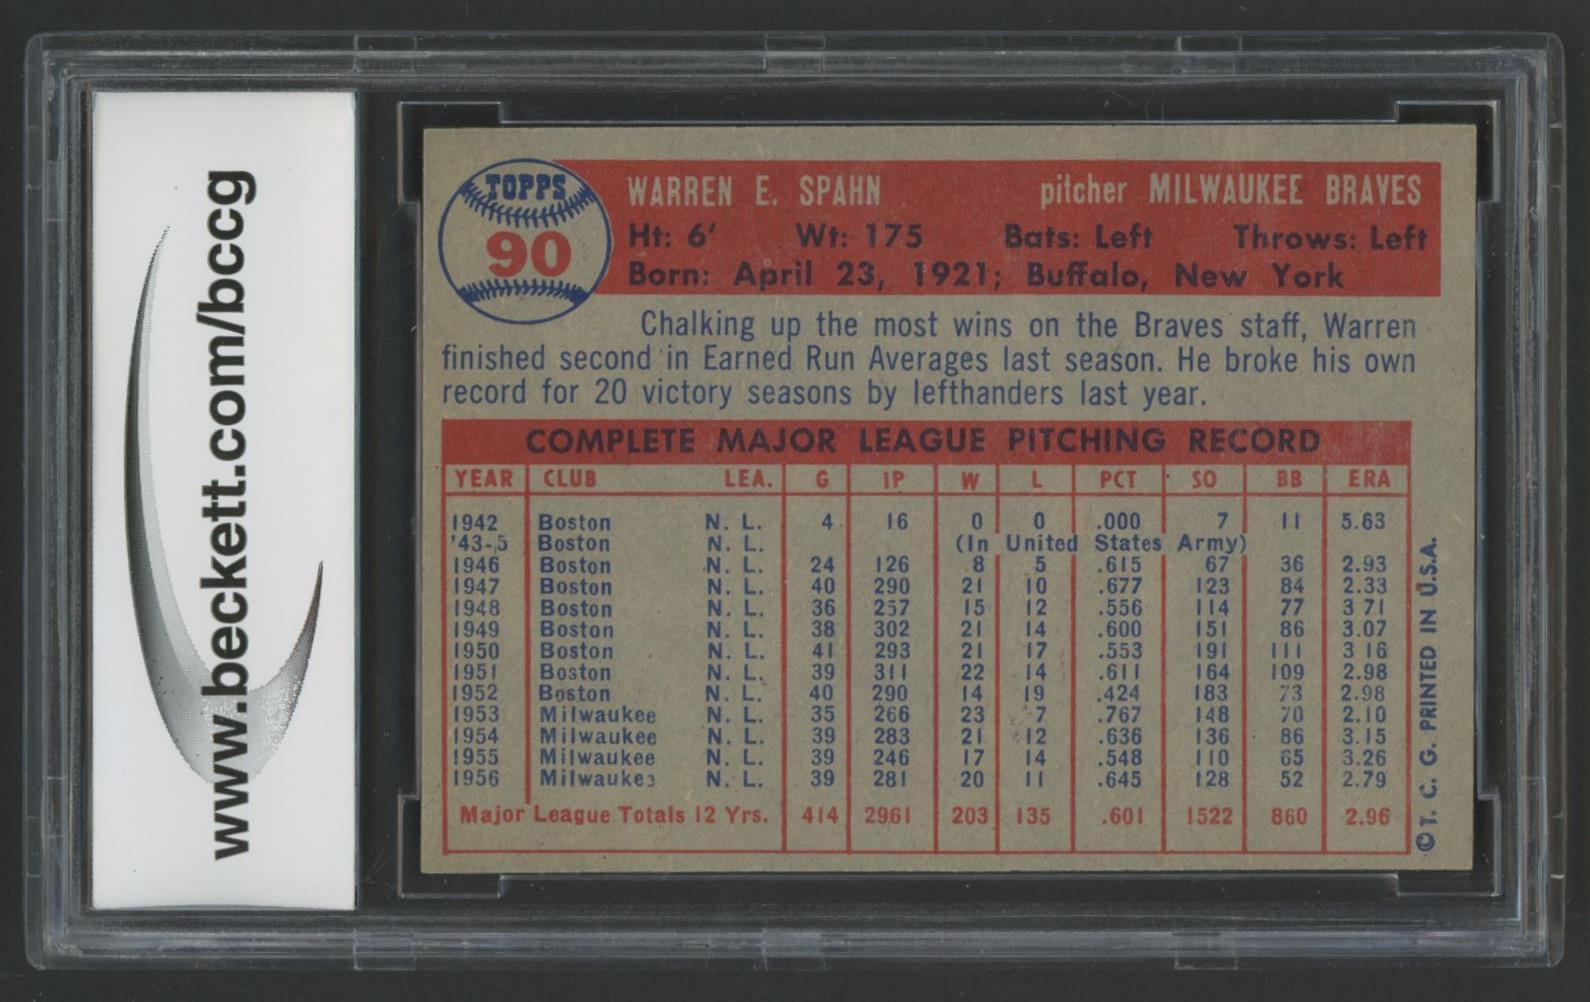 www.beckett.com/bccg
TOPPS
90
WARREN E. SPAHN pitcher MILWAUKEE BRAVES
Ht: 6' Wt: 175 Bats: Left Throws: Left
Born: April 23, 1921; Buffalo, New York
Chalking up the most wins on the Braves staff, Warren
finished second in Earned Run Averages last season. He broke his own
record for 20 victory seasons by lefthanders last year.
COMPLETE MAJOR LEAGUE PITCHING RECORD
YEAR CLUB LEA. G IP W L PCT SO BB ERA
1942 Boston N. L. 4 16 0 0 .000 7 11 5.63
'43-5 Boston N. L. (In United States Army)
1946 Boston N. L. 24 126 8 5 .615 67 36 2.93
1947 Boston N. L. 40 290 21 10 .677 123 84 2.33
1948 Boston N. L. 36 257 15 12 .556 114 77 3 71
1949 Boston N. L. 38 302 21 14 .600 151 86 3.07
1950 Boston N. L. 41 293 21 17 .553 191 111 3 16
1951 Boston N. L. 39 311 22 14 .611 164 109 2.98
1952 Boston N. L. 40 290 14 19 .424 183 73 2.98
1953 Milwaukee N. L. 35 266 23 7 .767 148 70 2.10
1954 Milwaukee N. L. 39 283 21 12 .636 136 86 3.15
1955 Milwaukee N. L. 39 246 17 14 .548 110 65 3.26
1956 Milwaukee N. L. 39 281 20 11 .645 128 52 2.79
Major League Totals 12 Yrs. 414 2961 203 135 .601 1522 860 2.96
© T. C. G. PRINTED IN U.S.A.